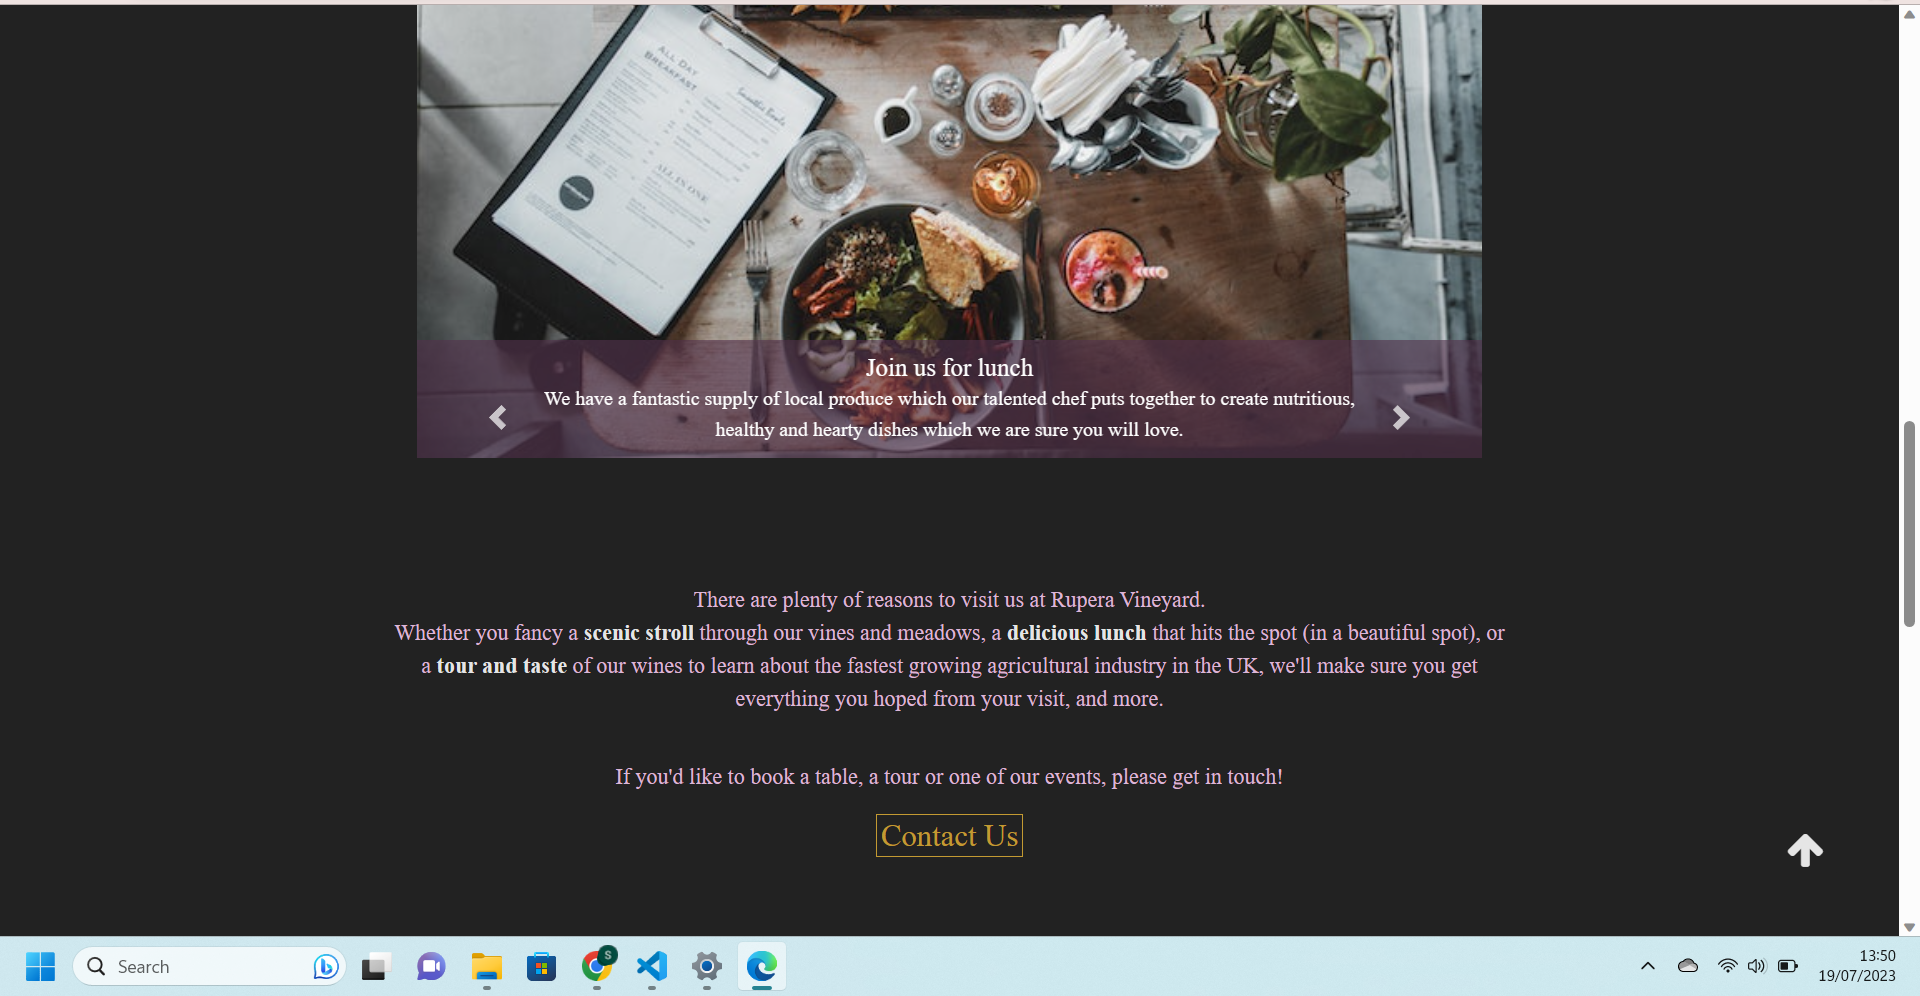 ALL DAY
BREAKFAST
Smoothie Bowls
ALL IN ONE
Join us for lunch
We have a fantastic supply of local produce which our talented chef puts together to create nutritious,
healthy and hearty dishes which we are sure you will love.
There are plenty of reasons to visit us at Rupera Vineyard.
Whether you fancy a scenic stroll through our vines and meadows, a delicious lunch that hits the spot (in a beautiful spot), or
a tour and taste of our wines to learn about the fastest growing agricultural industry in the UK, we'll make sure you get
everything you hoped from your visit, and more.
If you'd like to book a table, a tour or one of our events, please get in touch!
Contact Us
Search
S
13:50
19/07/2023